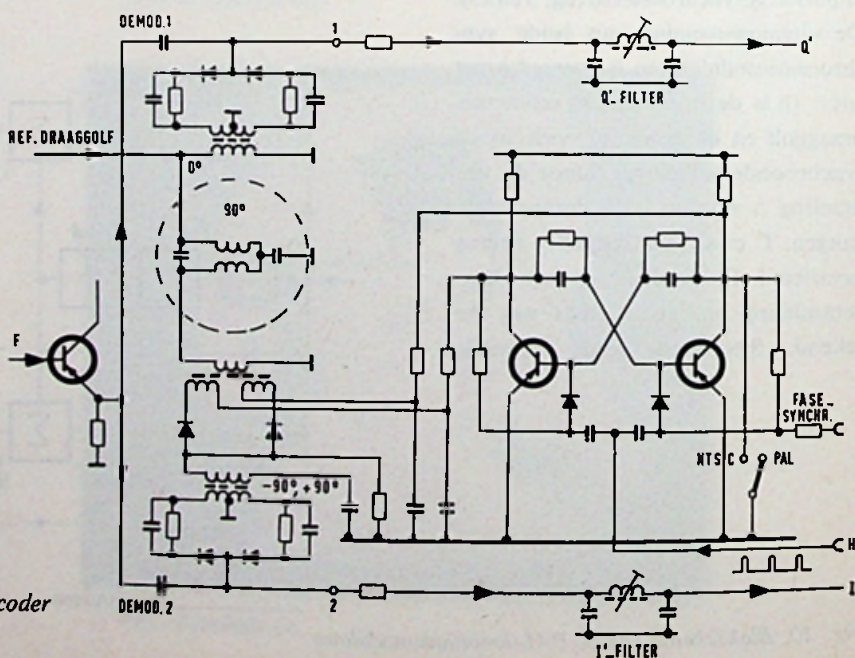 DEMOD.1
1
Q'
Q'_FILTER
REF. DRAAGGOLF
0°
90°
F
FASE_
SYNCHR.
NTSC
PAL
-90°,+90°
H
coder
DEMOD.2
2
I
I'_FILTER